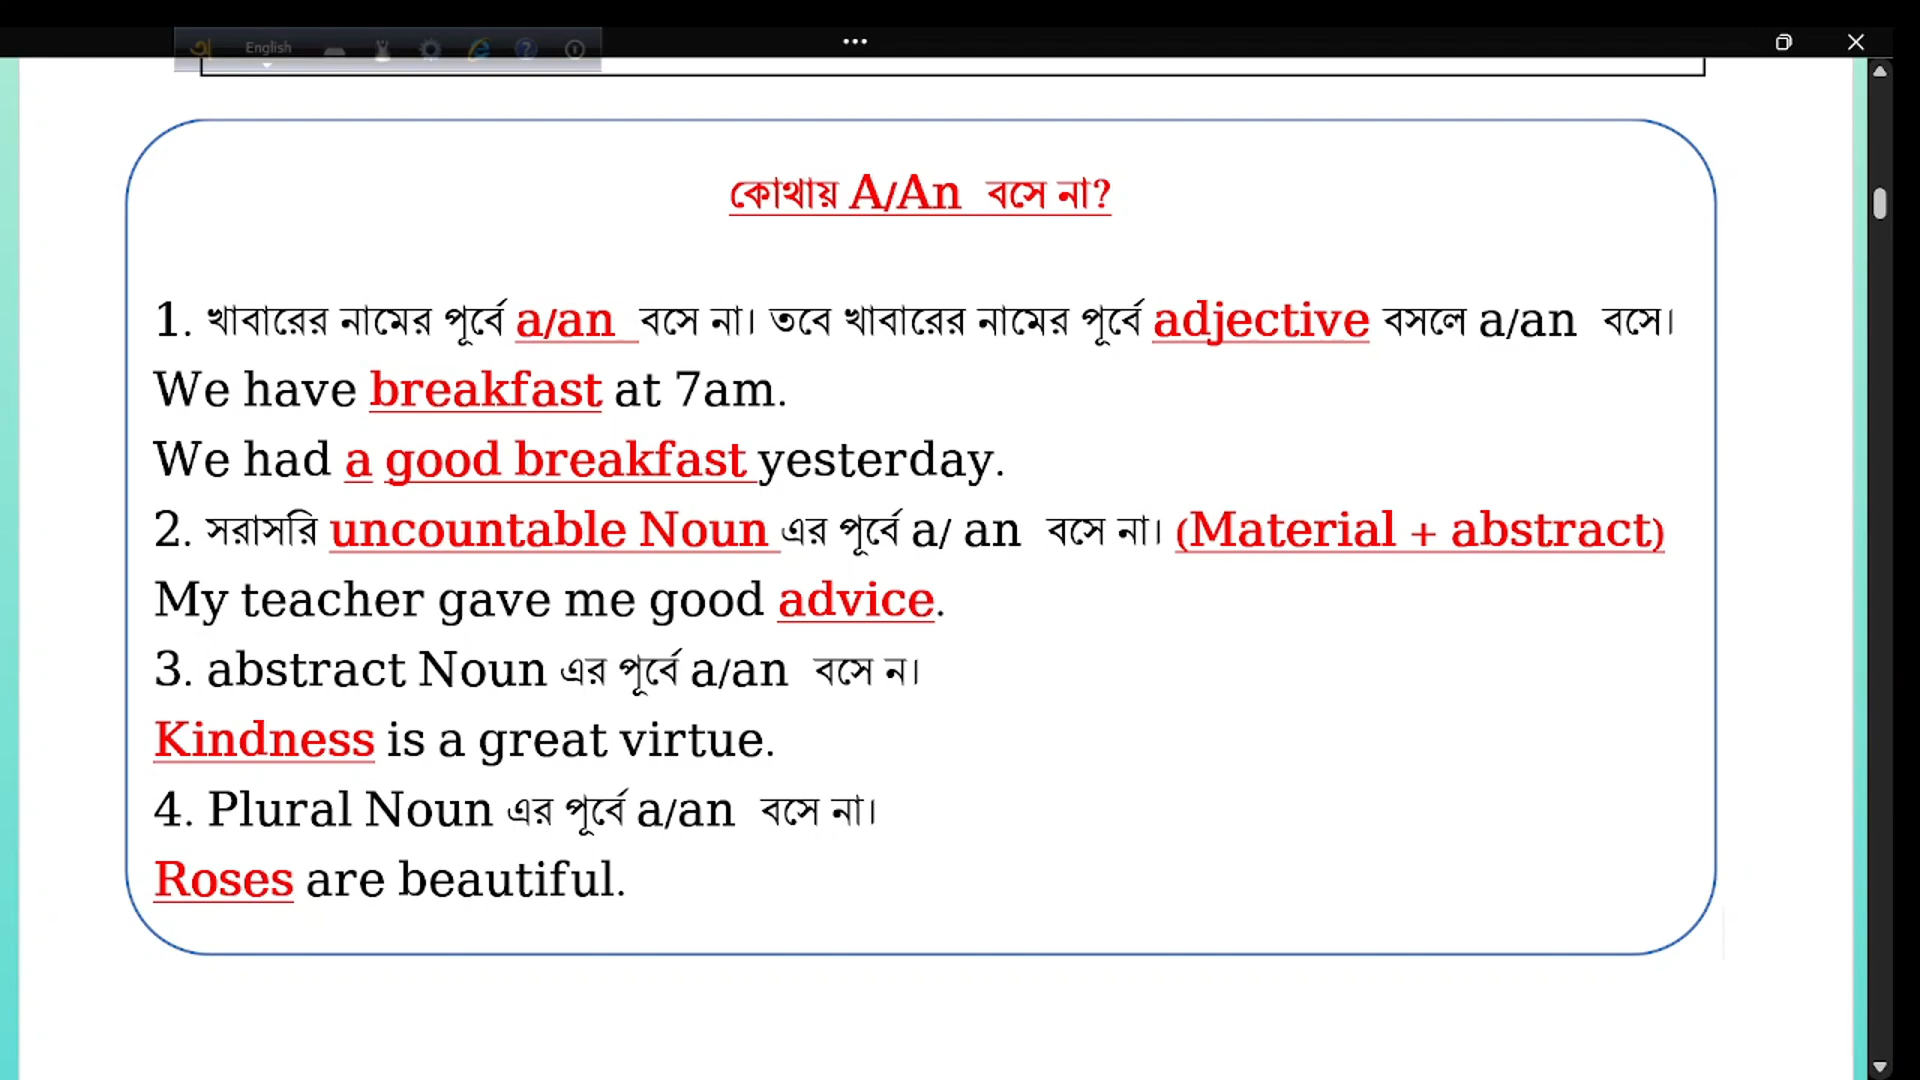 English
কোথায় A/An বসে না?
1. খাবারের নামের পূর্বে a/an বসে না। তবে খাবারের নামের পূর্বে adjective বসলে a/an বসে।
We have breakfast at 7am.
We had a good breakfast yesterday.
2. সরাসরি uncountable Noun এর পূর্বে a/ an বসে না। (Material + abstract)
My teacher gave me good advice.
3. abstract Noun এর পূর্বে a/an বসে ন।
Kindness is a great virtue.
4. Plural Noun এর পূর্বে a/an বসে না।
Roses are beautiful.